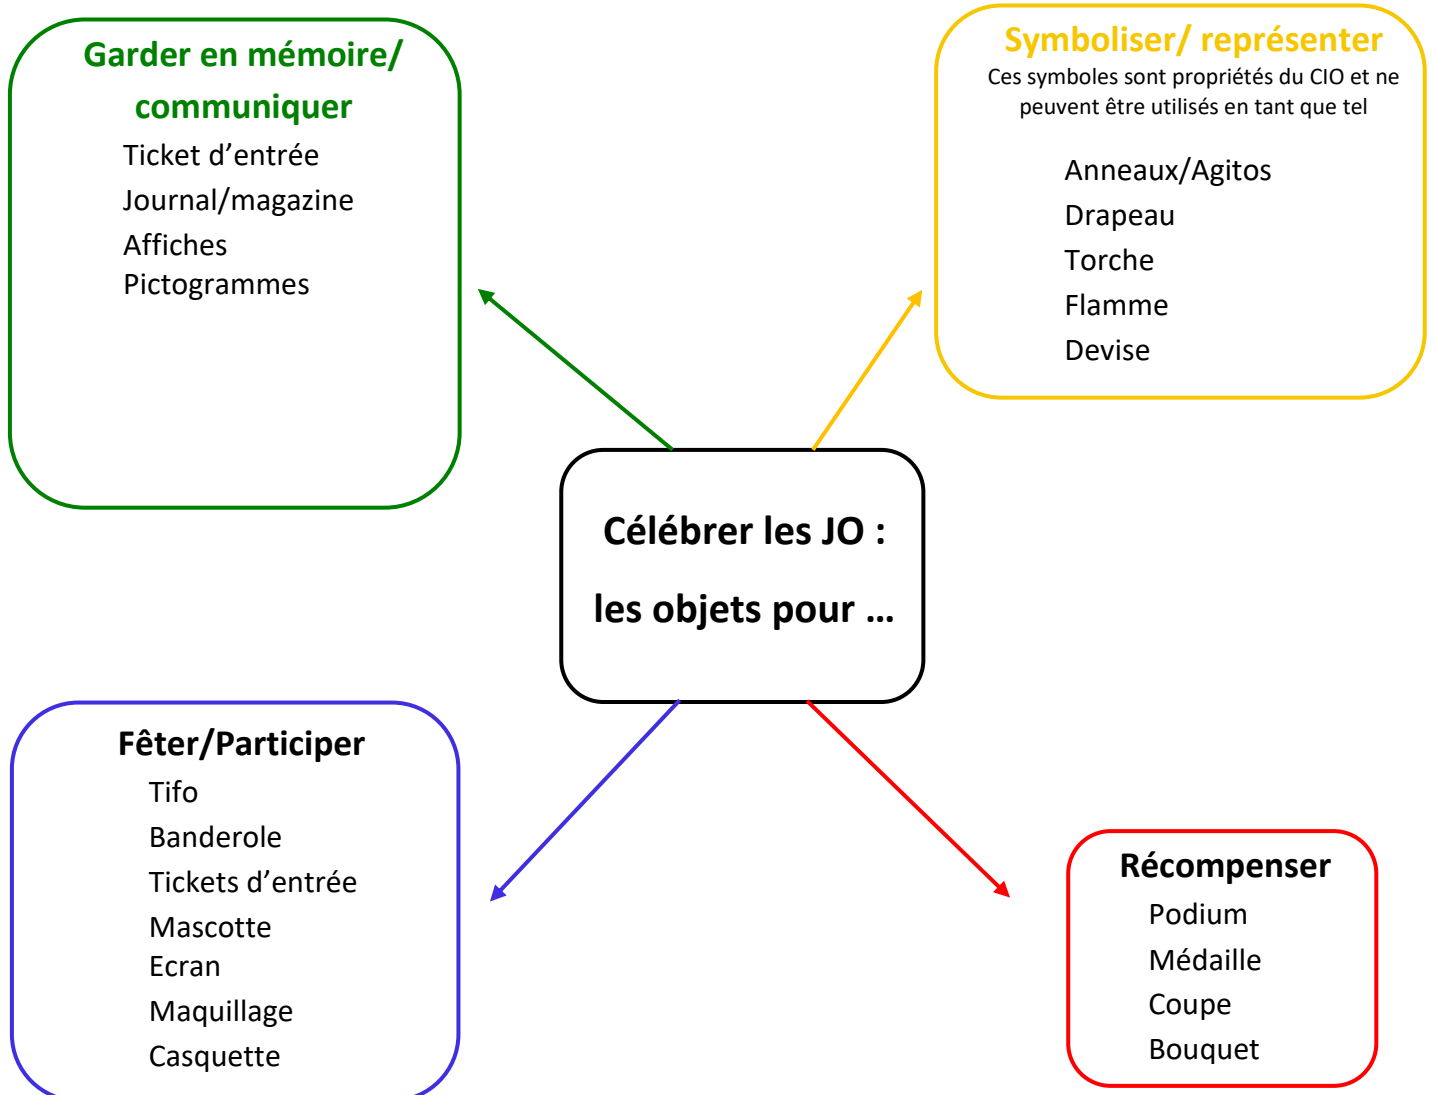 Garder en mémoire/
communiquer
Ticket d’entrée
Journal/magazine
Affiches
Pictogrammes
Symboliser/ représenter
Ces symboles sont propriétés du CIO et ne
peuvent être utilisés en tant que tel
Anneaux/Agitos
Drapeau
Torche
Flamme
Devise
Célébrer les JO :
les objets pour …
Fêter/Participer
Tifo
Banderole
Tickets d’entrée
Mascotte
Ecran
Maquillage
Casquette
Récompenser
Podium
Médaille
Coupe
Bouquet